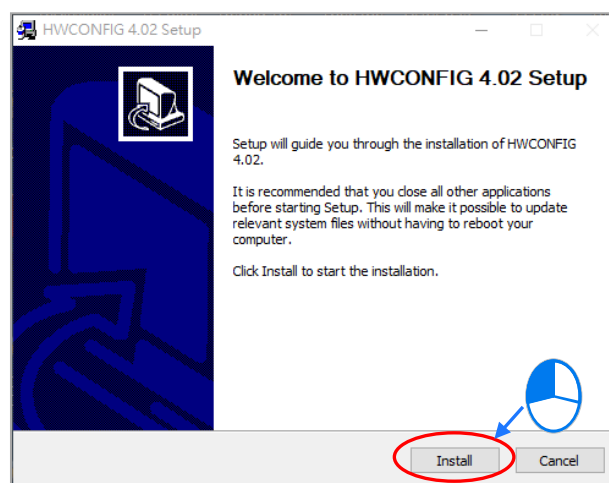 HWCONFIG 4.02 Setup
Welcome to HWCONFIG 4.02 Setup
Setup will guide you through the installation of HWCONFIG
4.02.
It is recommended that you close all other applications
before starting Setup. This will make it possible to update
relevant system files without having to reboot your
computer.
Click Install to start the installation.
Install Cancel